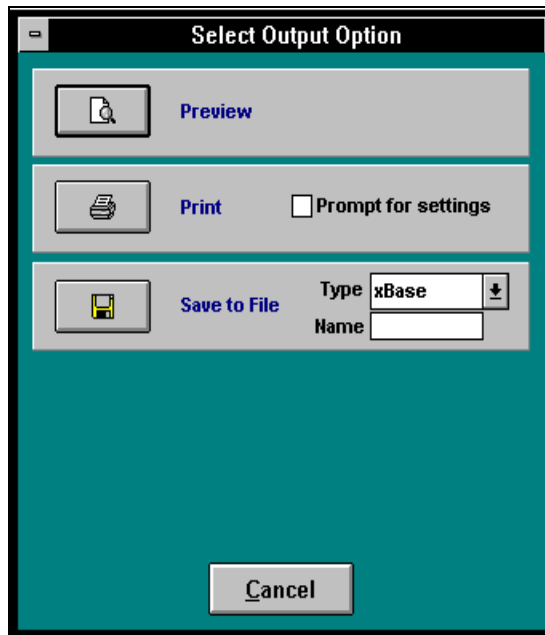 Select Output Option
Preview
Print Prompt for settings
Type xBase
Save to File
Name
Cancel